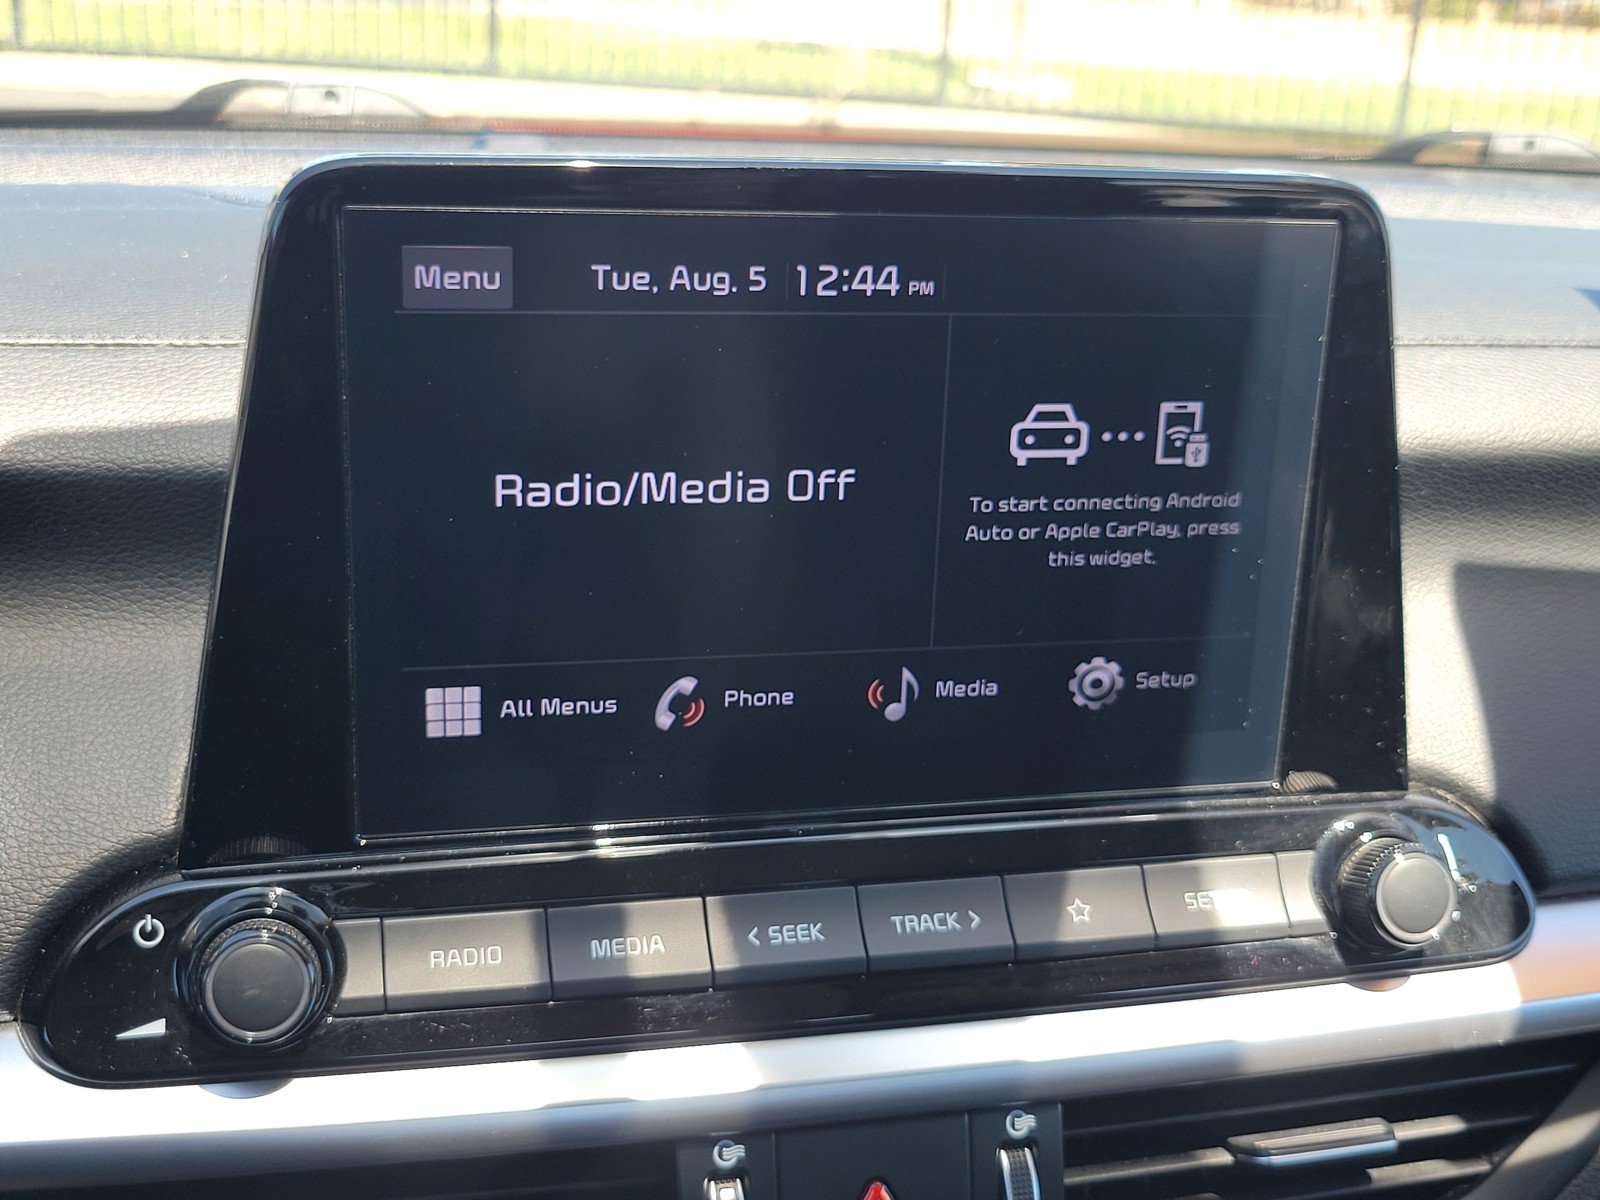 Menu
Tue, Aug. 5 12:44 PM
Radio/Media Off
To start connecting Android
Auto or Apple CarPlay, press
this widget.
All Menus
Phone
Media
Setup
RADIO
MEDIA
< SEEK
TRACK >